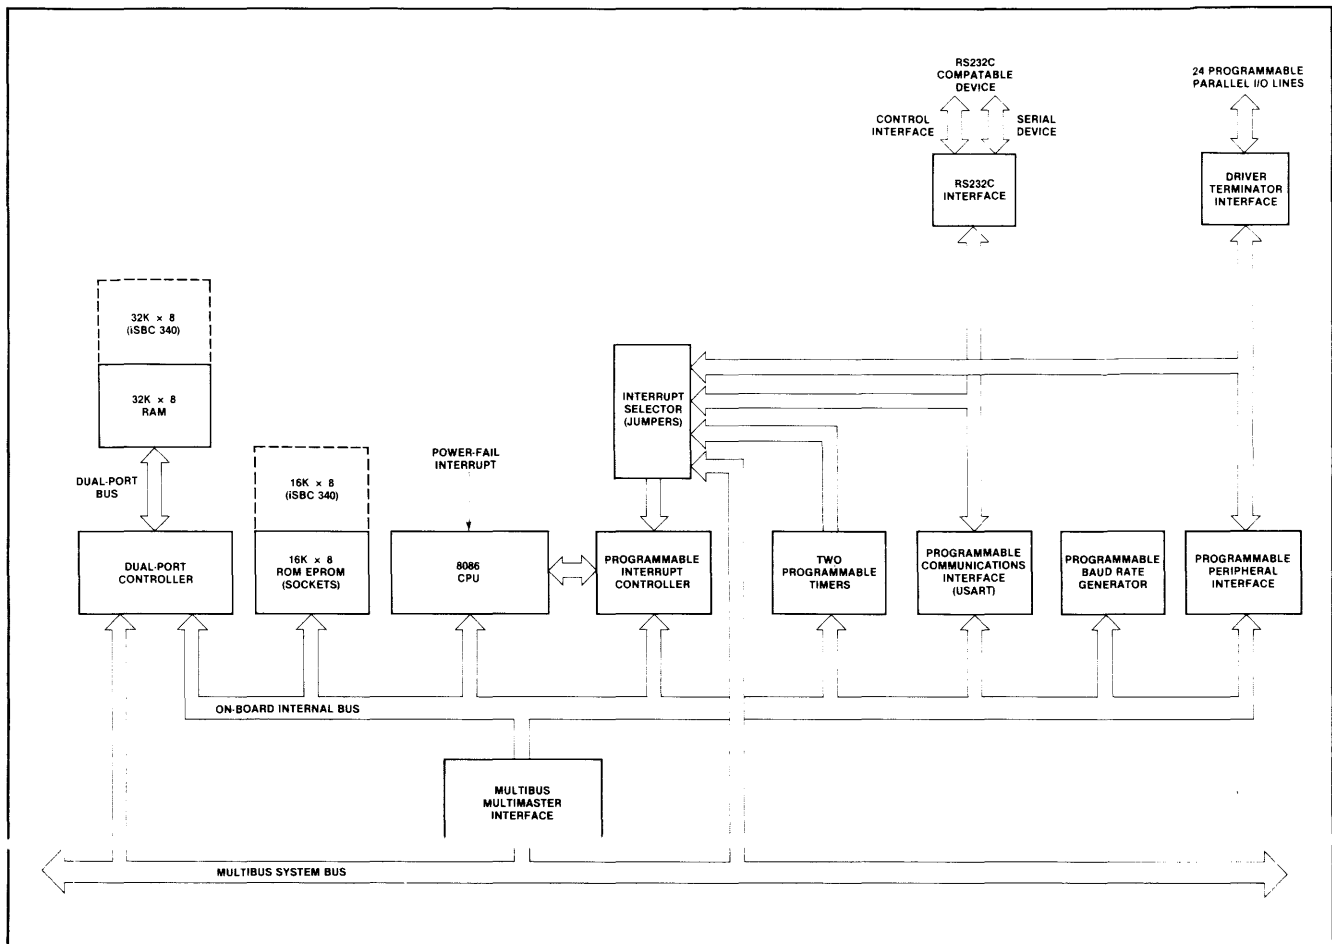 RS232C
COMPATABLE
DEVICE
24 PROGRAMMABLE
PARALLEL I/O LINES
CONTROL
INTERFACE
SERIAL
DEVICE
RS232C
INTERFACE
DRIVER
TERMINATOR
INTERFACE
32K × 8
(iSBC 340)
32K × 8
RAM
INTERRUPT
SELECTOR
(JUMPERS)
DUAL-PORT
BUS
16K × 8
(iSBC 340)
POWER-FAIL
INTERRUPT
DUAL-PORT
CONTROLLER
16K × 8
ROM EPROM
(SOCKETS)
8086
CPU
PROGRAMMABLE
INTERRUPT
CONTROLLER
TWO
PROGRAMMABLE
TIMERS
PROGRAMMABLE
COMMUNICATIONS
INTERFACE
(USART)
PROGRAMMABLE
BAUD RATE
GENERATOR
PROGRAMMABLE
PERIPHERAL
INTERFACE
ON-BOARD INTERNAL BUS
MULTIBUS
MULTIMASTER
INTERFACE
MULTIBUS SYSTEM BUS